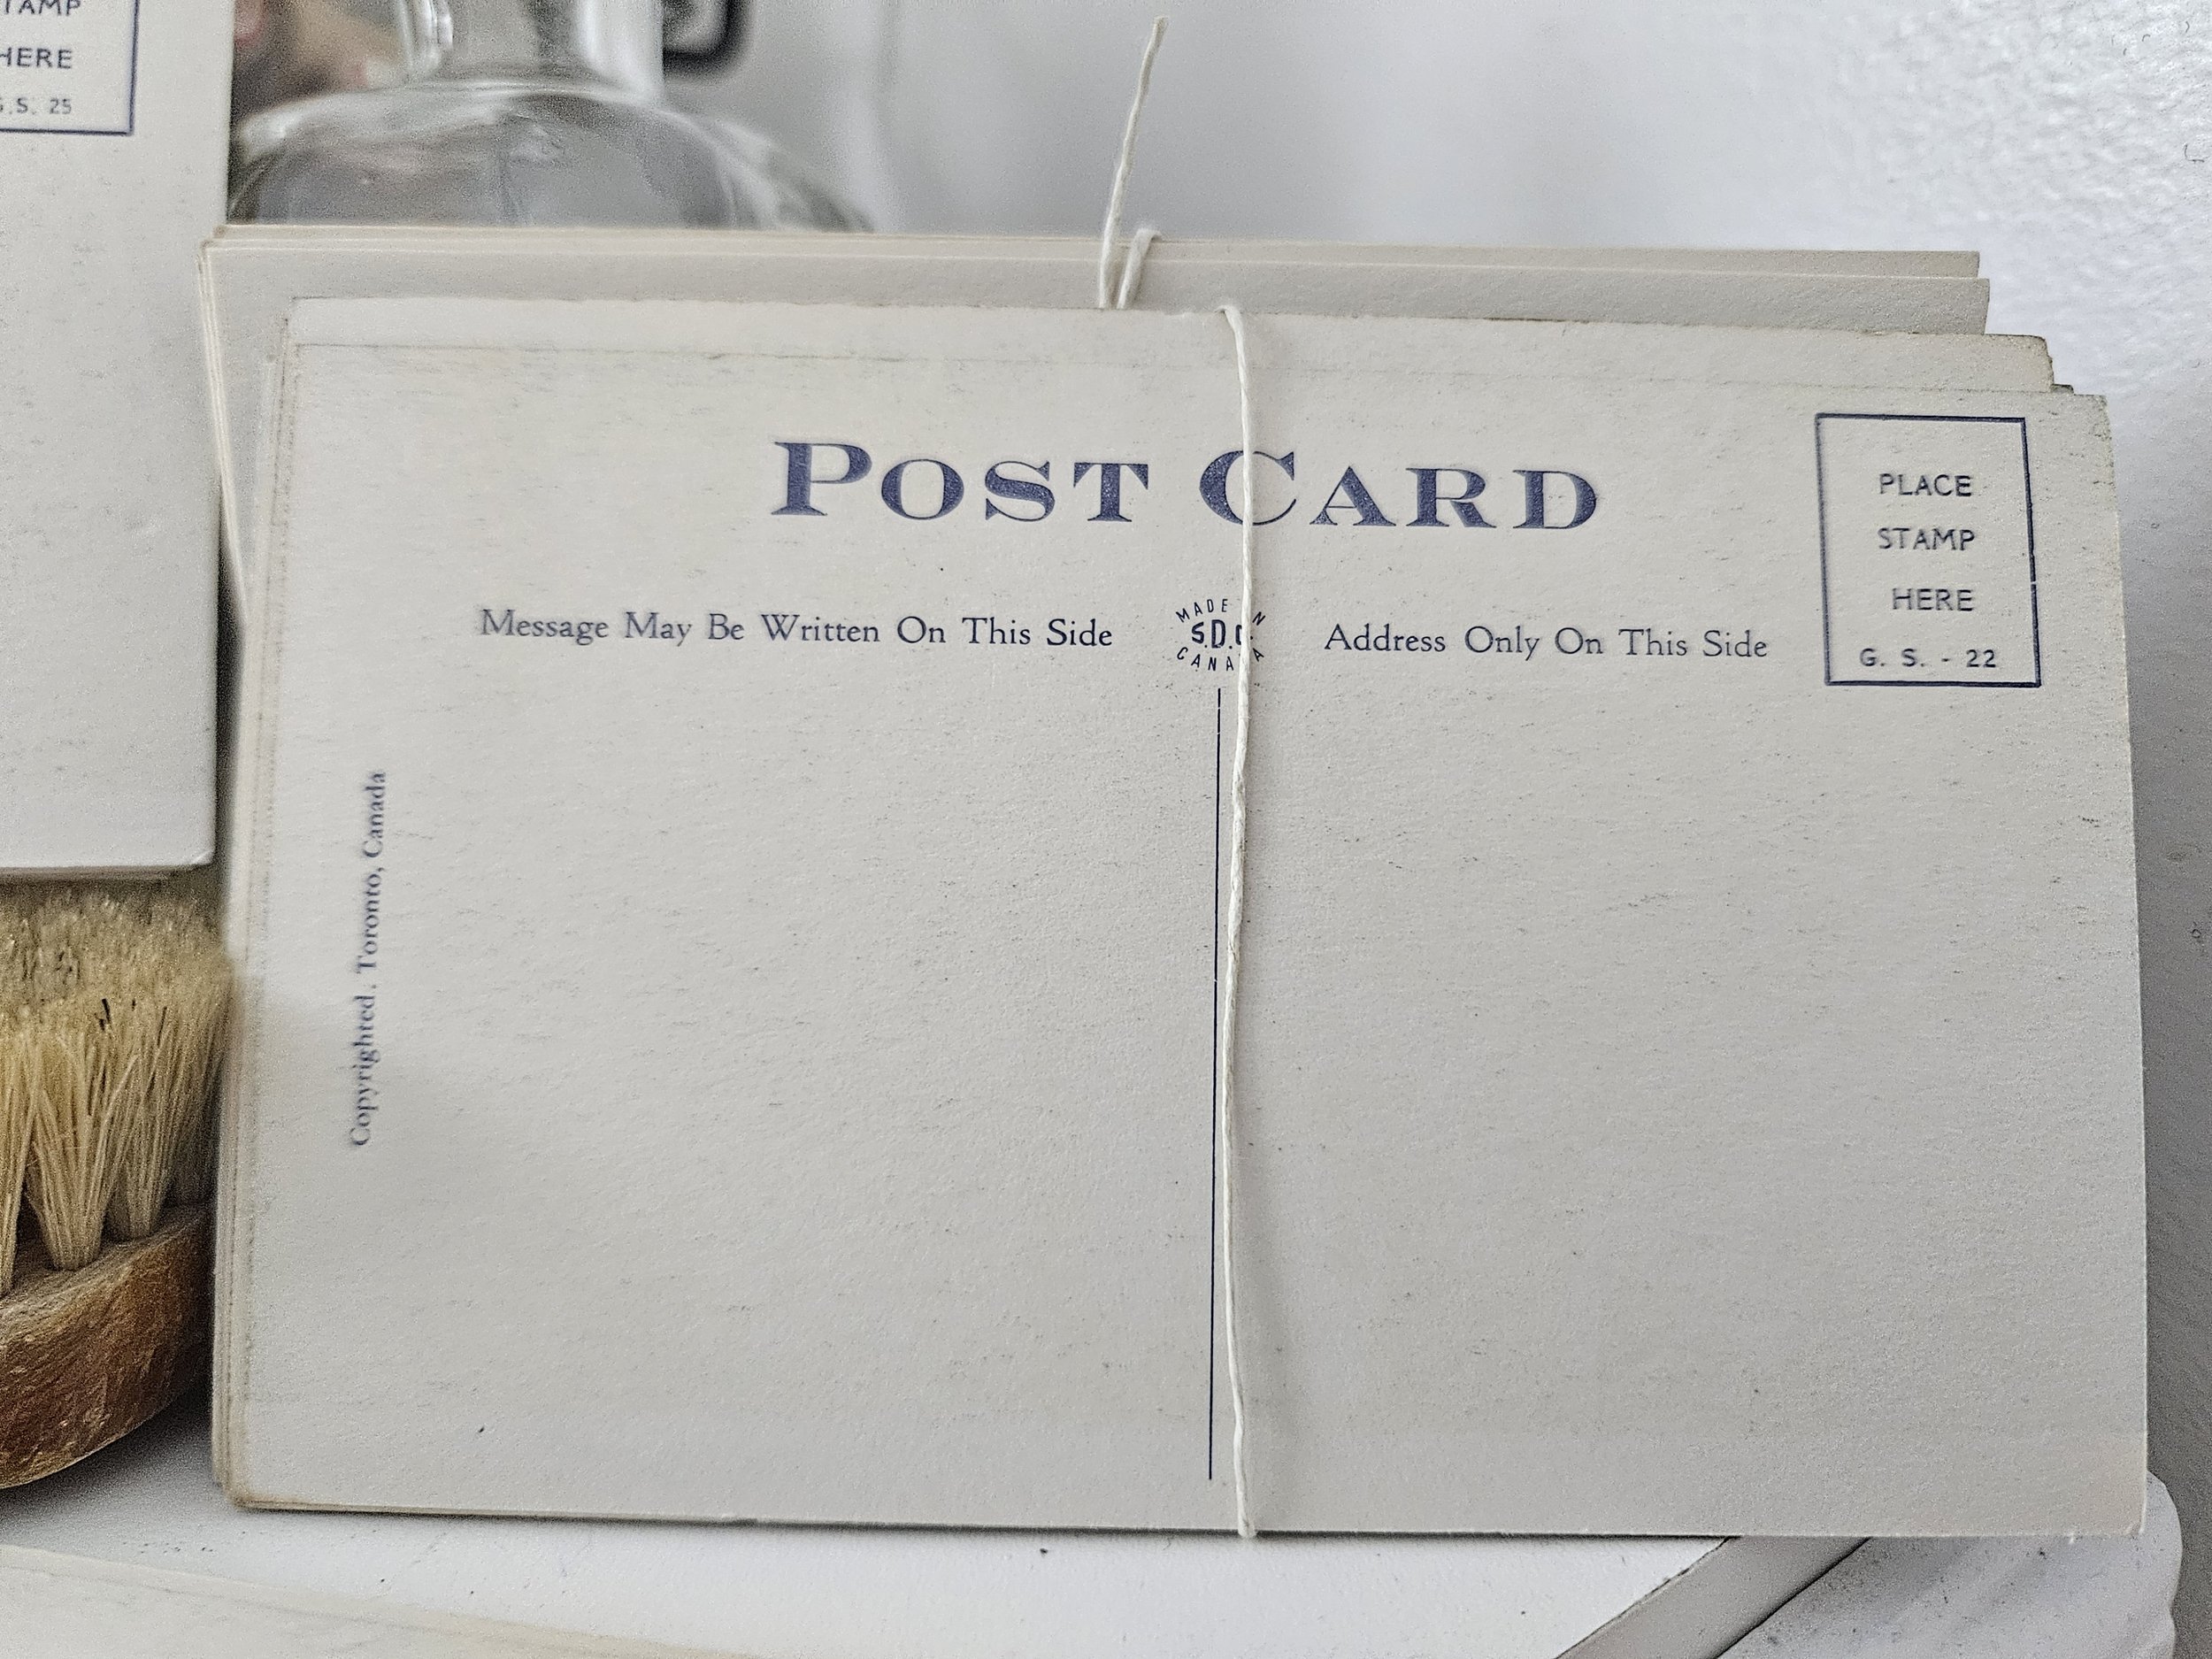 HERE
G.S. 25
POST CARD
PLACE
STAMP
HERE
G. S. - 22
Message May Be Written On This Side
MADE IN
S.D.
CANADA
Address Only On This Side
Copyrighted. Toronto, Canada